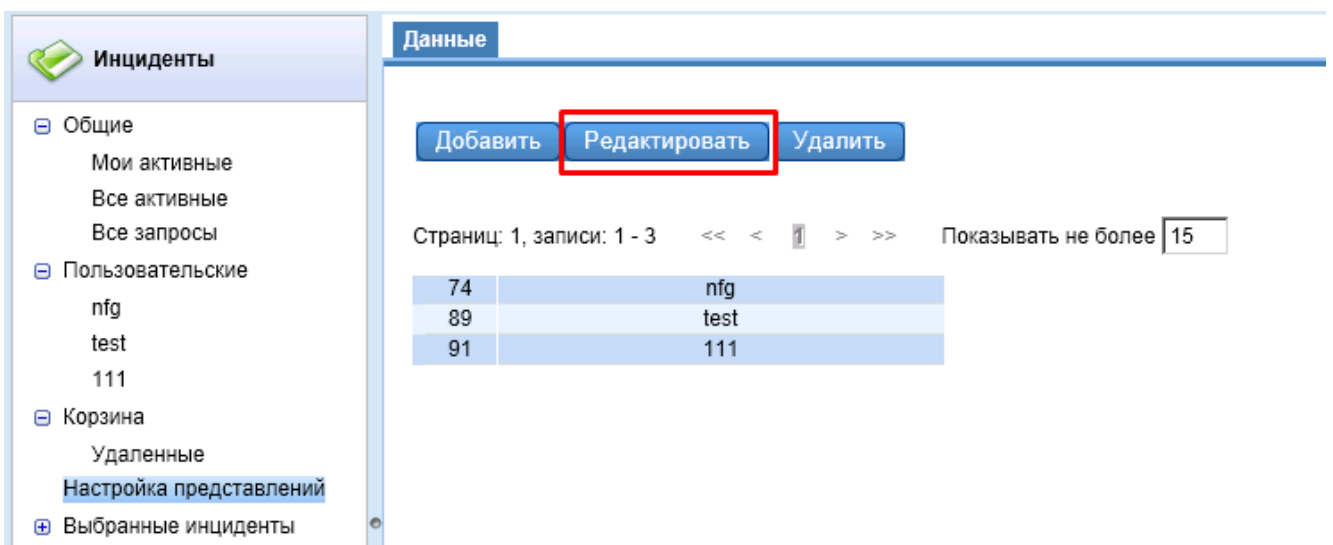 Инциденты
Общие
Мои активные
Все активные
Все запросы
Пользовательские
nfg
test
111
Корзина
Удаленные
Настройка представлений
Выбранные инциденты
Данные
Добавить Редактировать Удалить
Страниц: 1, записи: 1 - 3 << < 1 > >> Показывать не более 15
74 nfg
89 test
91 111